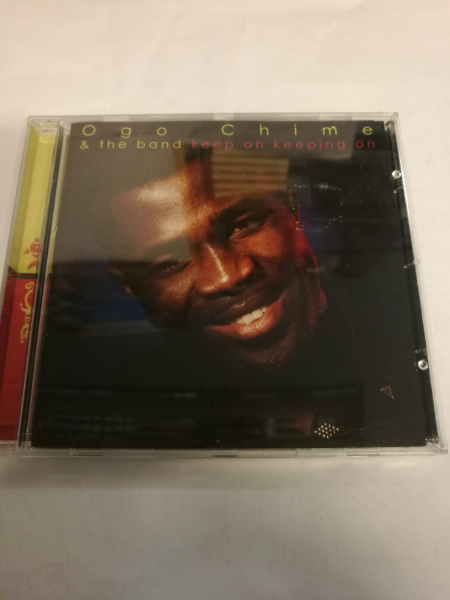 Ogo Chime
& the band keep on keeping on